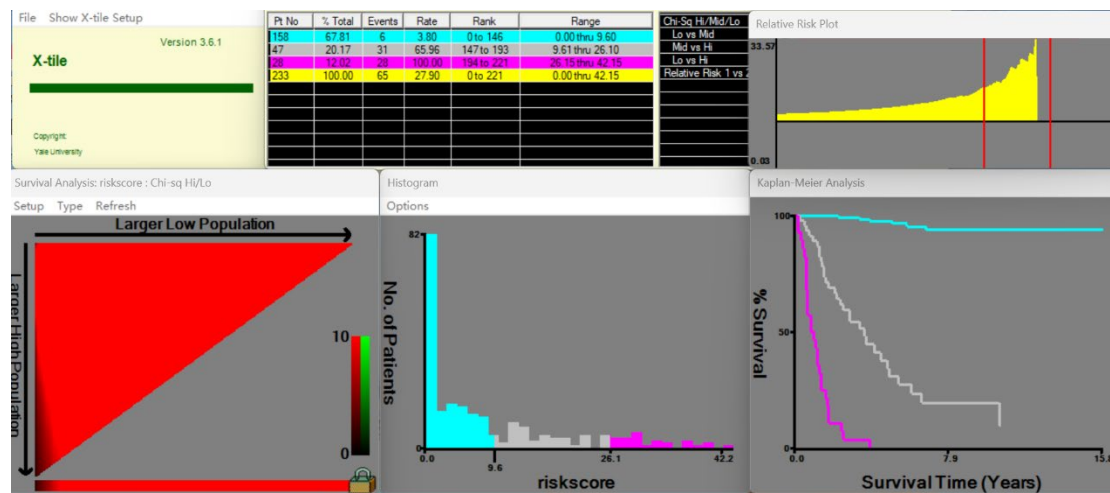 File Show X-tile Setup
Version 3.6.1
X-tile
Copyright
Yale University
Pt No % Total Events Rate Rank Range
158 67.81 6 3.80 0 to 146 0.00 thru 9.60
47 20.17 31 65.96 147 to 193 9.61 thru 26.10
28 12.02 28 100.00 194 to 221 26.15 thru 42.15
233 100.00 65 27.90 0 to 221 0.00 thru 42.15
Chi-Sq Hi/Mid/Lo
Lo vs Mid
Mid vs Hi
Lo vs Hi
Relative Risk 1 vs 2
Relative Risk Plot
33.57
0.03
Survival Analysis: riskscore : Chi-sq Hi/Lo
Setup Type Refresh
Larger Low Population
Larger High Population
10
0
Histogram
Options
82
No. of Patients
0
0.0 9.6 26.1 42.2
riskscore
Kaplan-Meier Analysis
100
% Survival
50
0
0.0 7.9 15.8
Survival Time (Years)